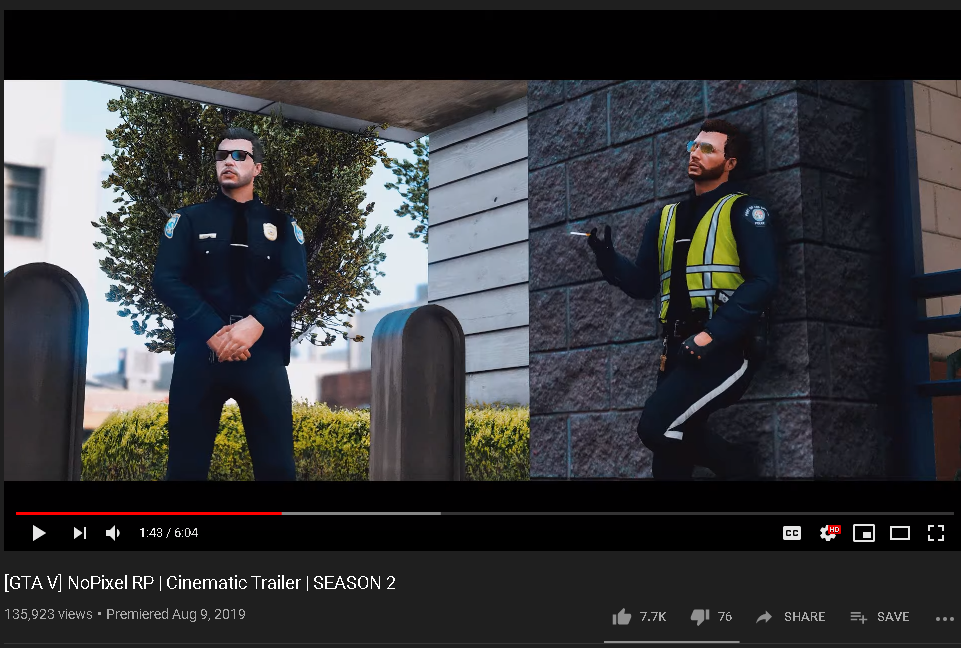 1:43 / 6:04
CC
HD
[GTA V] NoPixel RP | Cinematic Trailer | SEASON 2
135,923 views • Premiered Aug 9, 2019
7.7K
76
SHARE
SAVE